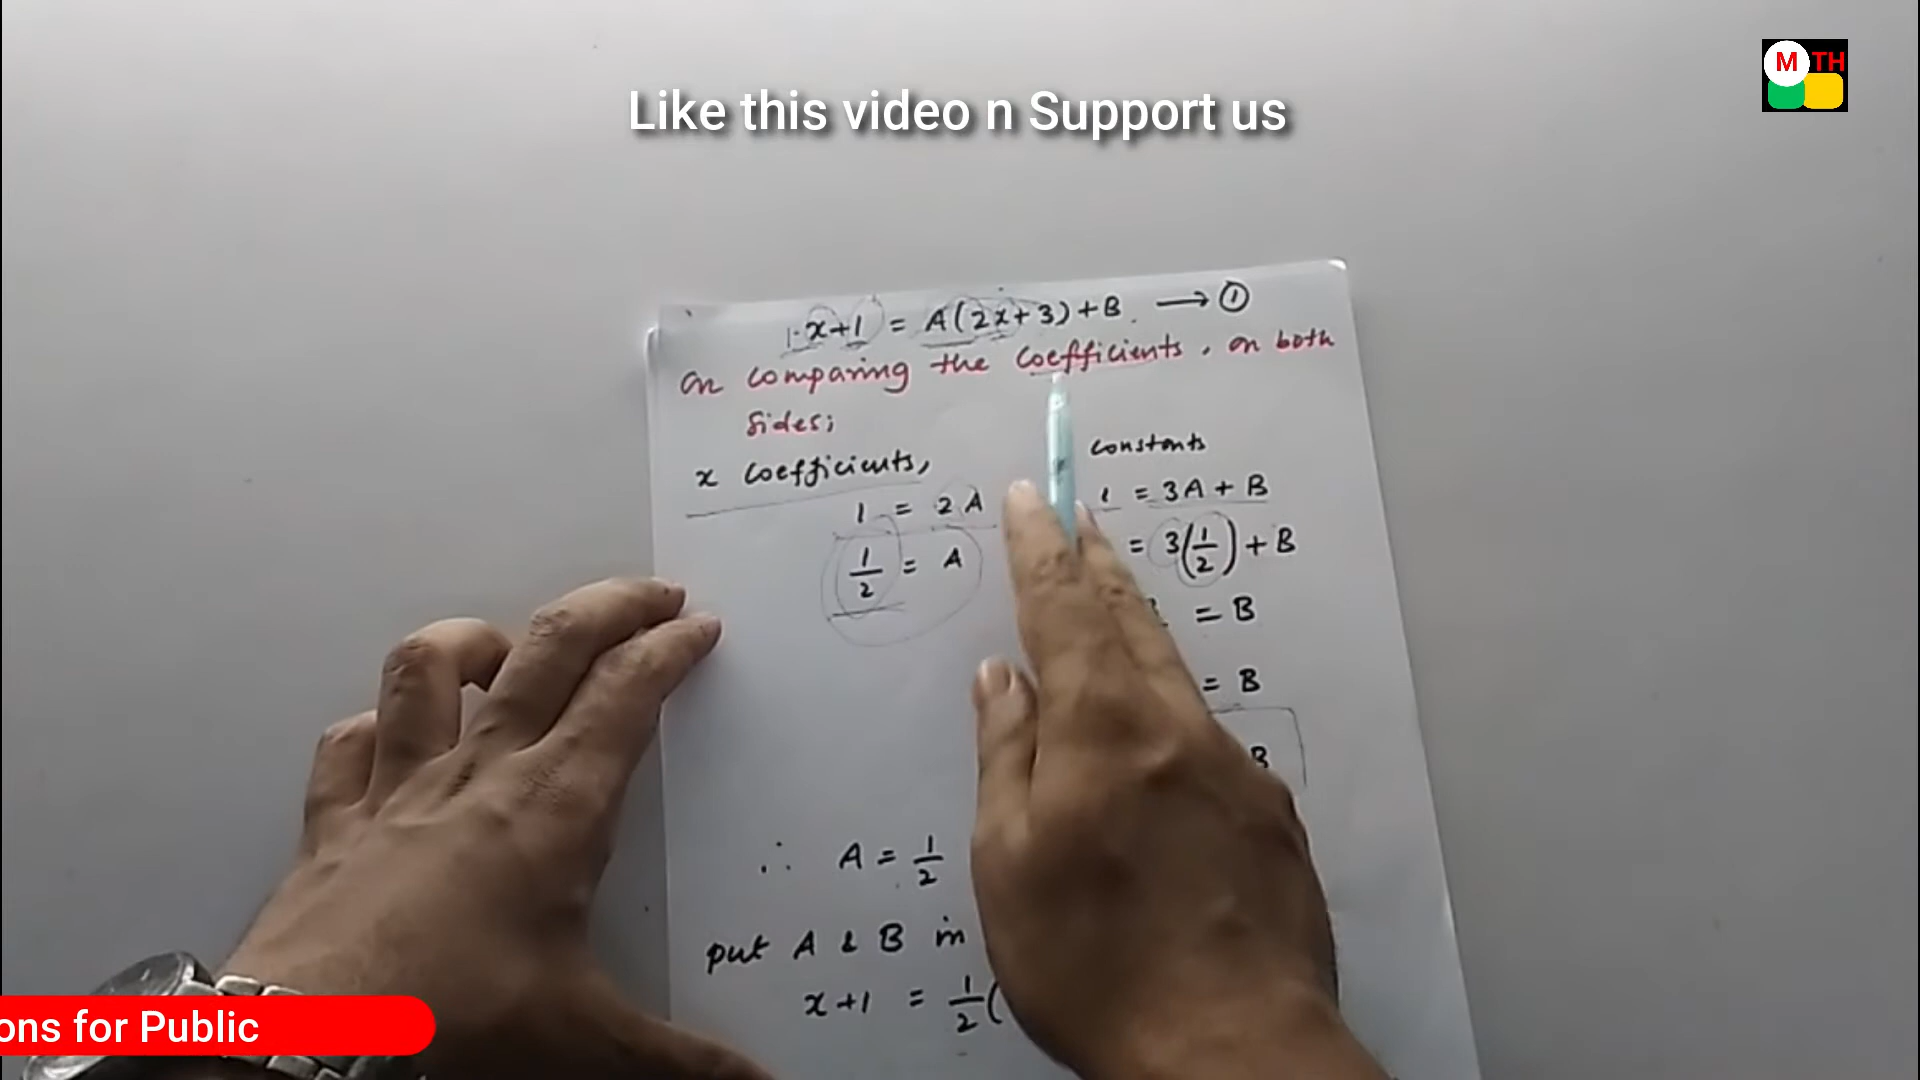 Like this video n Support us
M TH
1·x+1 = A(2x+3)+B ⟶ ①
on comparing the coefficients, on both
sides;
x coefficients,
constants
1 = 2A
1 = 3A + B
1/2 = A
= 3(1/2) + B
= B
= B
B
∴ A = 1/2
put A & B in
x+1 = 1/2(
ons for Public